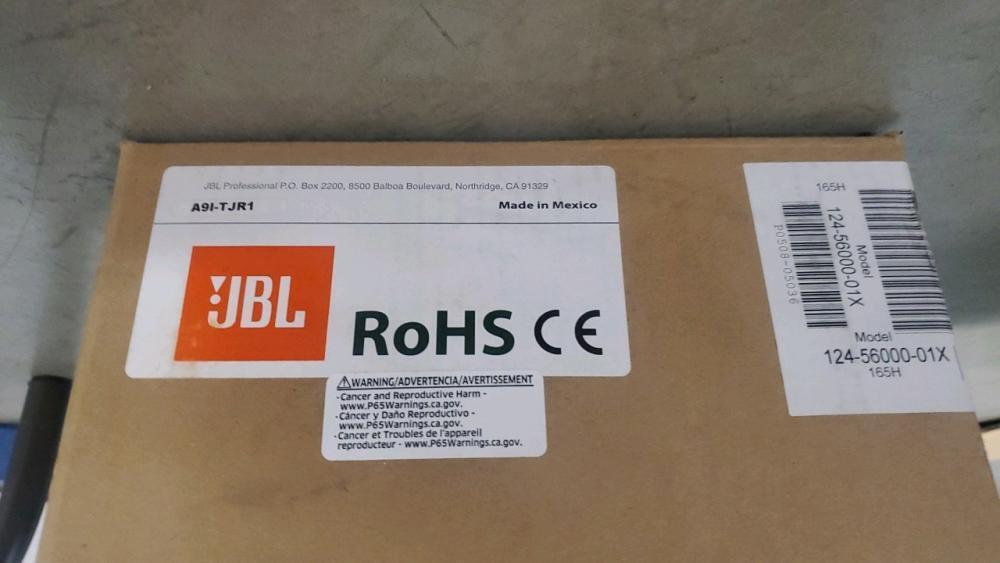 JBL Professional P.O. Box 2200, 8500 Balboa Boulevard, Northridge, CA 91329
A9I-TJR1
Made in Mexico
JBL
RoHS CE
WARNING/ADVERTENCIA/AVERTISSEMENT
-Cancer and Reproductive Harm -
www.P65Warnings.ca.gov.
-Cáncer y Daño Reproductivo -
www.P65Warnings.ca.gov.
-Cancer et Troubles de l'appareil
reproducteur - www.P65Warnings.ca.gov.
165H
Model
124-56000-01X
P0508-05036
Model
124-56000-01X
165H